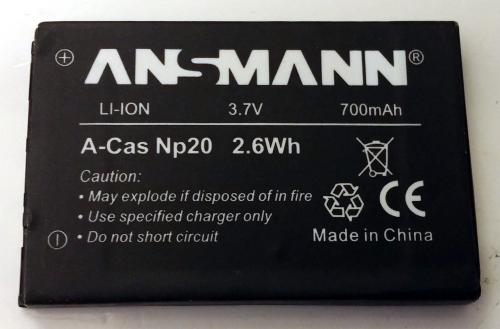 ANSMANN®
LI-ION 3.7V 700mAh
A-Cas Np20 2.6Wh
Caution:
• May explode if disposed of in fire
• Use specified charger only
• Do not short circuit
CE
Made in China